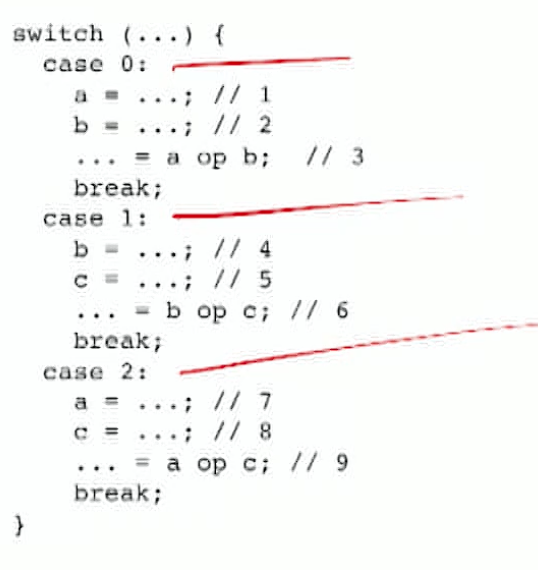 switch (...) {
case 0:
a = ...; // 1
b = ...; // 2
... = a op b; // 3
break;
case 1:
b = ...; // 4
c = ...; // 5
... = b op c; // 6
break;
case 2:
a = ...; // 7
c = ...; // 8
... = a op c; // 9
break;
}